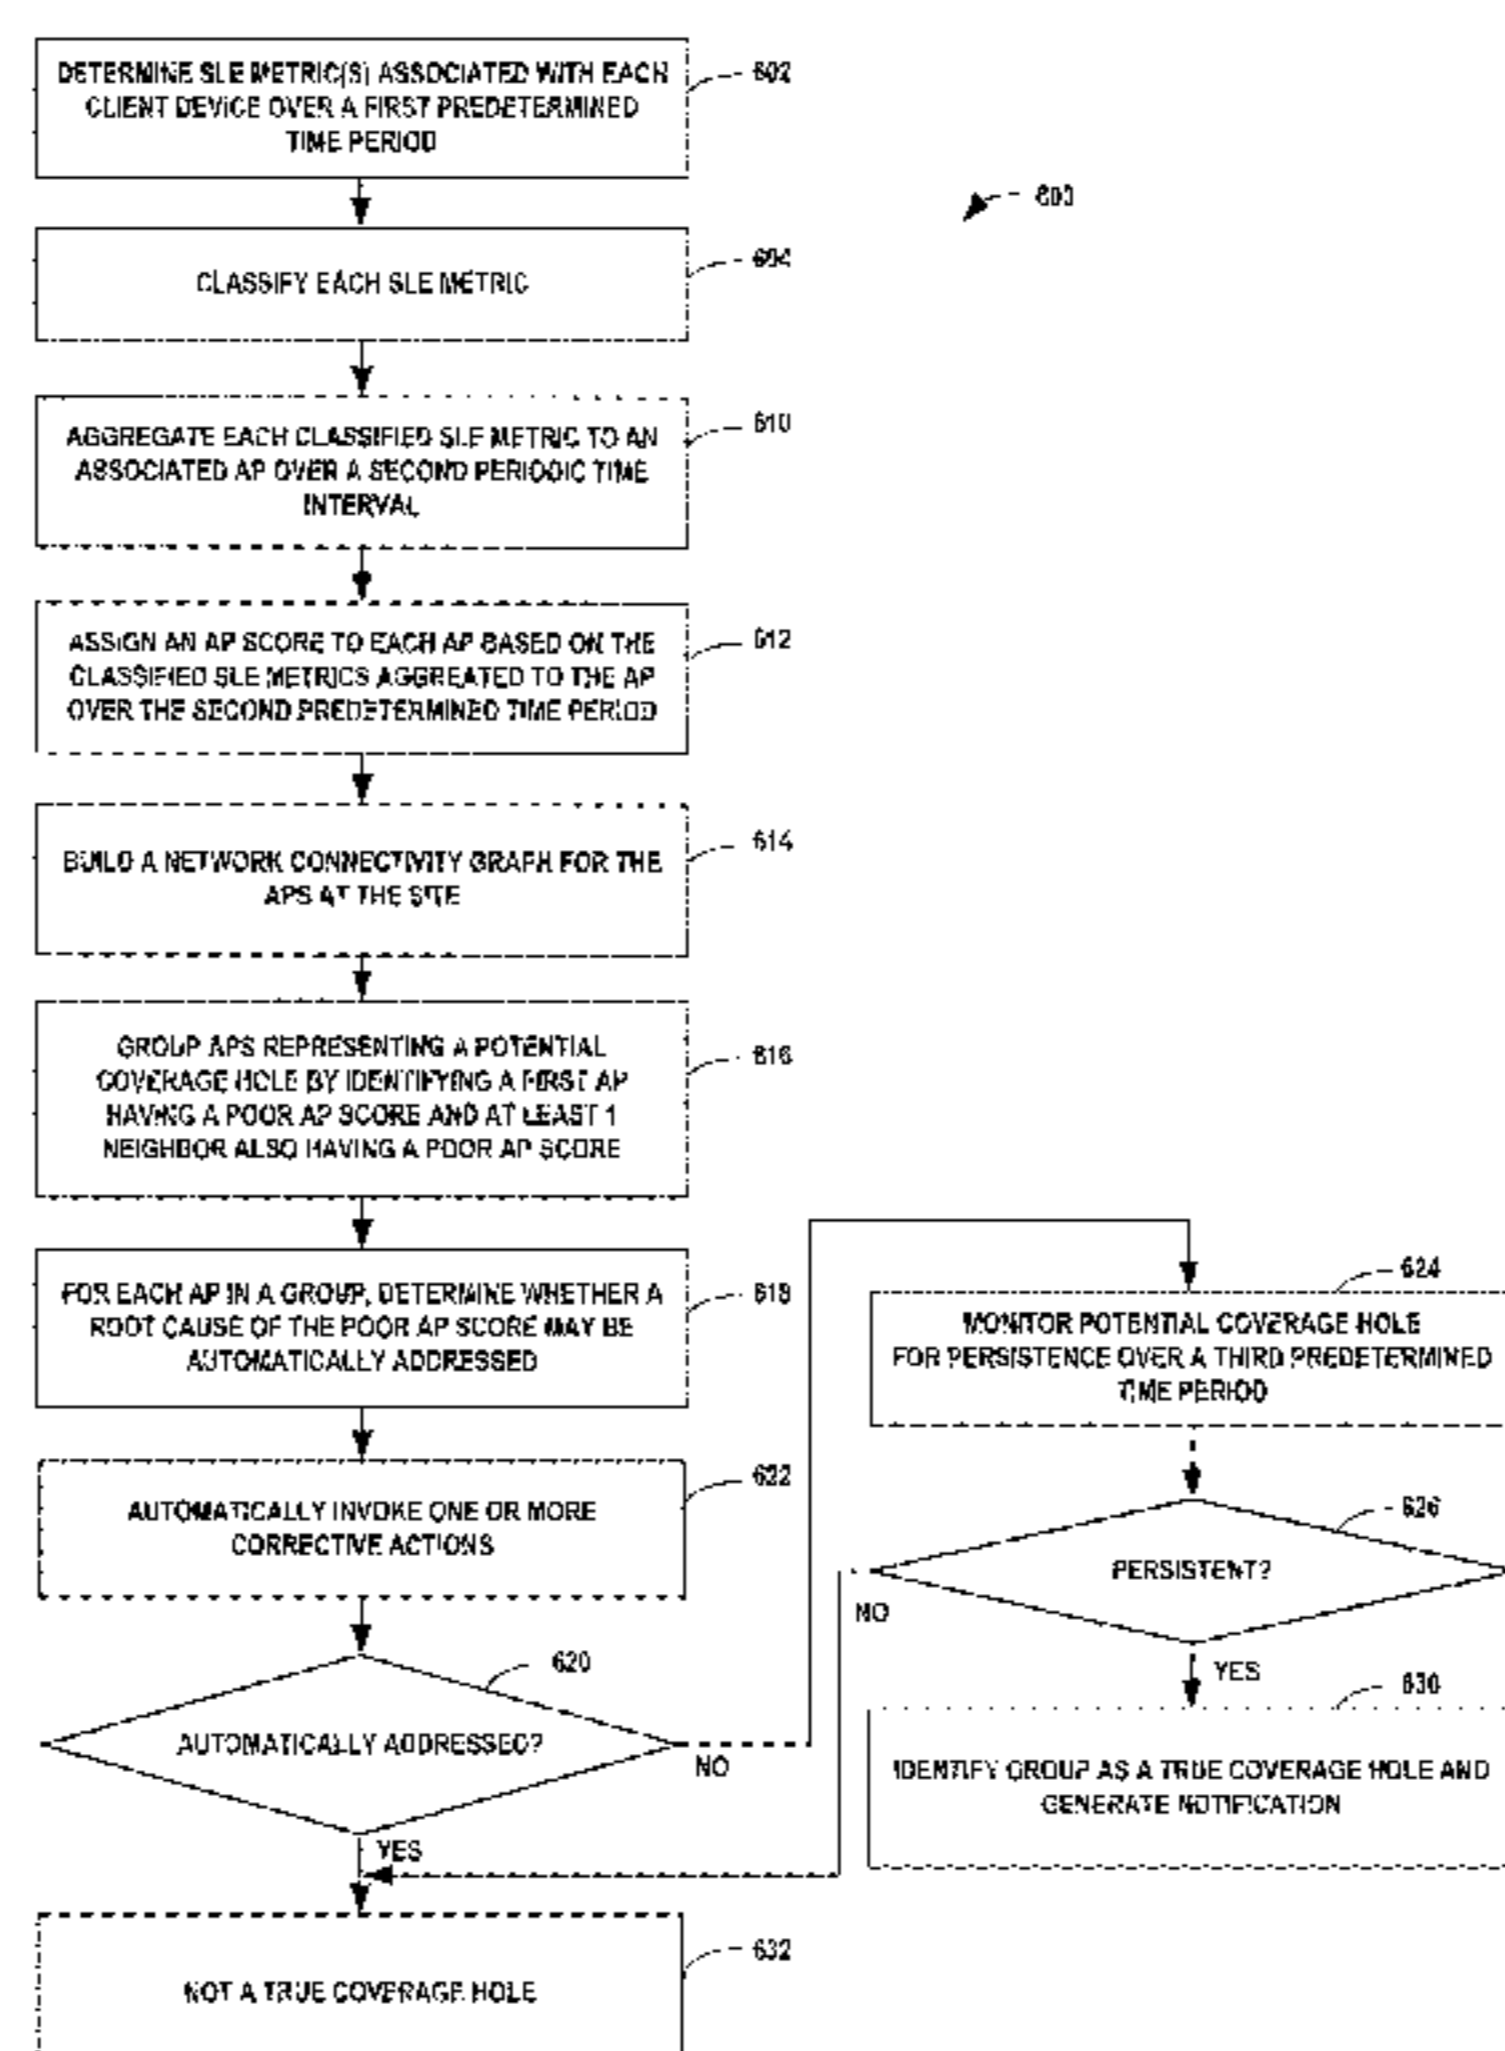 DETERMINE SLE METRIC(S) ASSOCIATED WITH EACH
CLIENT DEVICE OVER A FIRST PREDETERMINED
TIME PERIOD
602
600
CLASSIFY EACH SLE METRIC
604
AGGREGATE EACH CLASSIFIED SLE METRIC TO AN
ASSOCIATED AP OVER A SECOND PERIODIC TIME
INTERVAL
610
ASSIGN AN AP SCORE TO EACH AP BASED ON THE
CLASSIFIED SLE METRICS AGGREATED TO THE AP
OVER THE SECOND PREDETERMINED TIME PERIOD
612
BUILD A NETWORK CONNECTIVITY GRAPH FOR THE
APS AT THE SITE
614
GROUP APS REPRESENTING A POTENTIAL
COVERAGE HOLE BY IDENTIFYING A FIRST AP
HAVING A POOR AP SCORE AND AT LEAST 1
NEIGHBOR ALSO HAVING A POOR AP SCORE
616
FOR EACH AP IN A GROUP, DETERMINE WHETHER A
ROOT CAUSE OF THE POOR AP SCORE MAY BE
AUTOMATICALLY ADDRESSED
618
AUTOMATICALLY INVOKE ONE OR MORE
CORRECTIVE ACTIONS
622
AUTOMATICALLY ADDRESSED?
620
NO
YES
NOT A TRUE COVERAGE HOLE
632
624
MONITOR POTENTIAL COVERAGE HOLE
FOR PERSISTENCE OVER A THIRD PREDETERMINED
TIME PERIOD
626
PERSISTENT?
NO
YES
630
IDENTIFY GROUP AS A TRUE COVERAGE HOLE AND
GENERATE NOTIFICATION